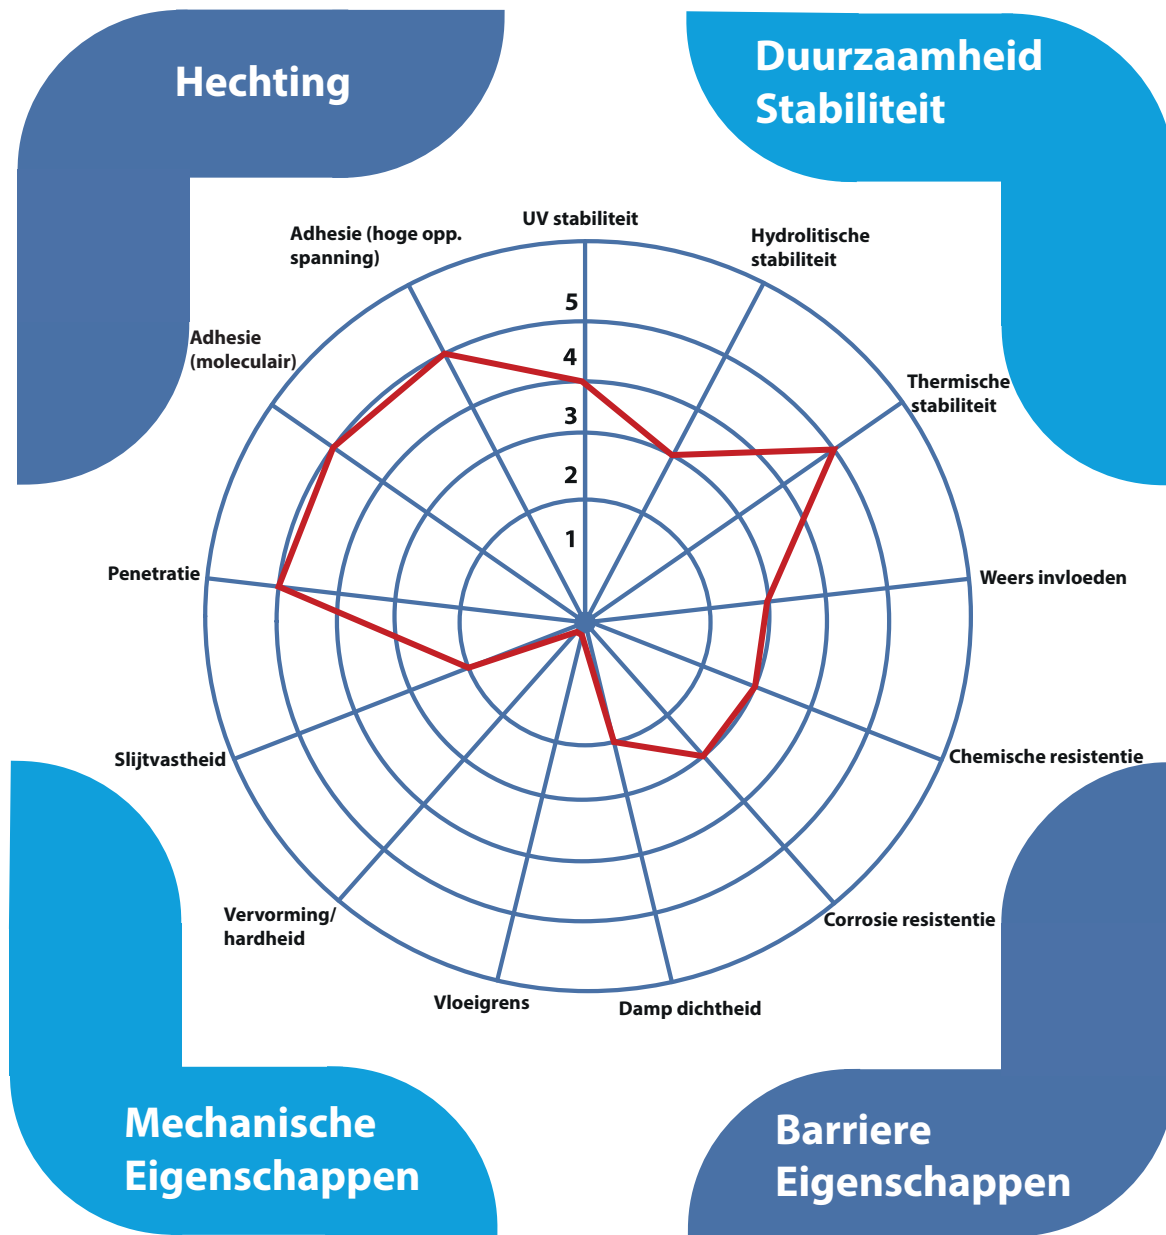 Hechting
Duurzaamheid
Stabiliteit
UV stabiliteit
Adhesie (hoge opp.
spanning)
Hydrolitische
stabiliteit
5
Adhesie
(moleculair)
4
Thermische
stabiliteit
3
2
1
Penetratie
Weers invloeden
Slijtvastheid
Chemische resistentie
Vervorming/
hardheid
Corrosie resistentie
Vloeigrens
Damp dichtheid
Mechanische
Eigenschappen
Barriere
Eigenschappen